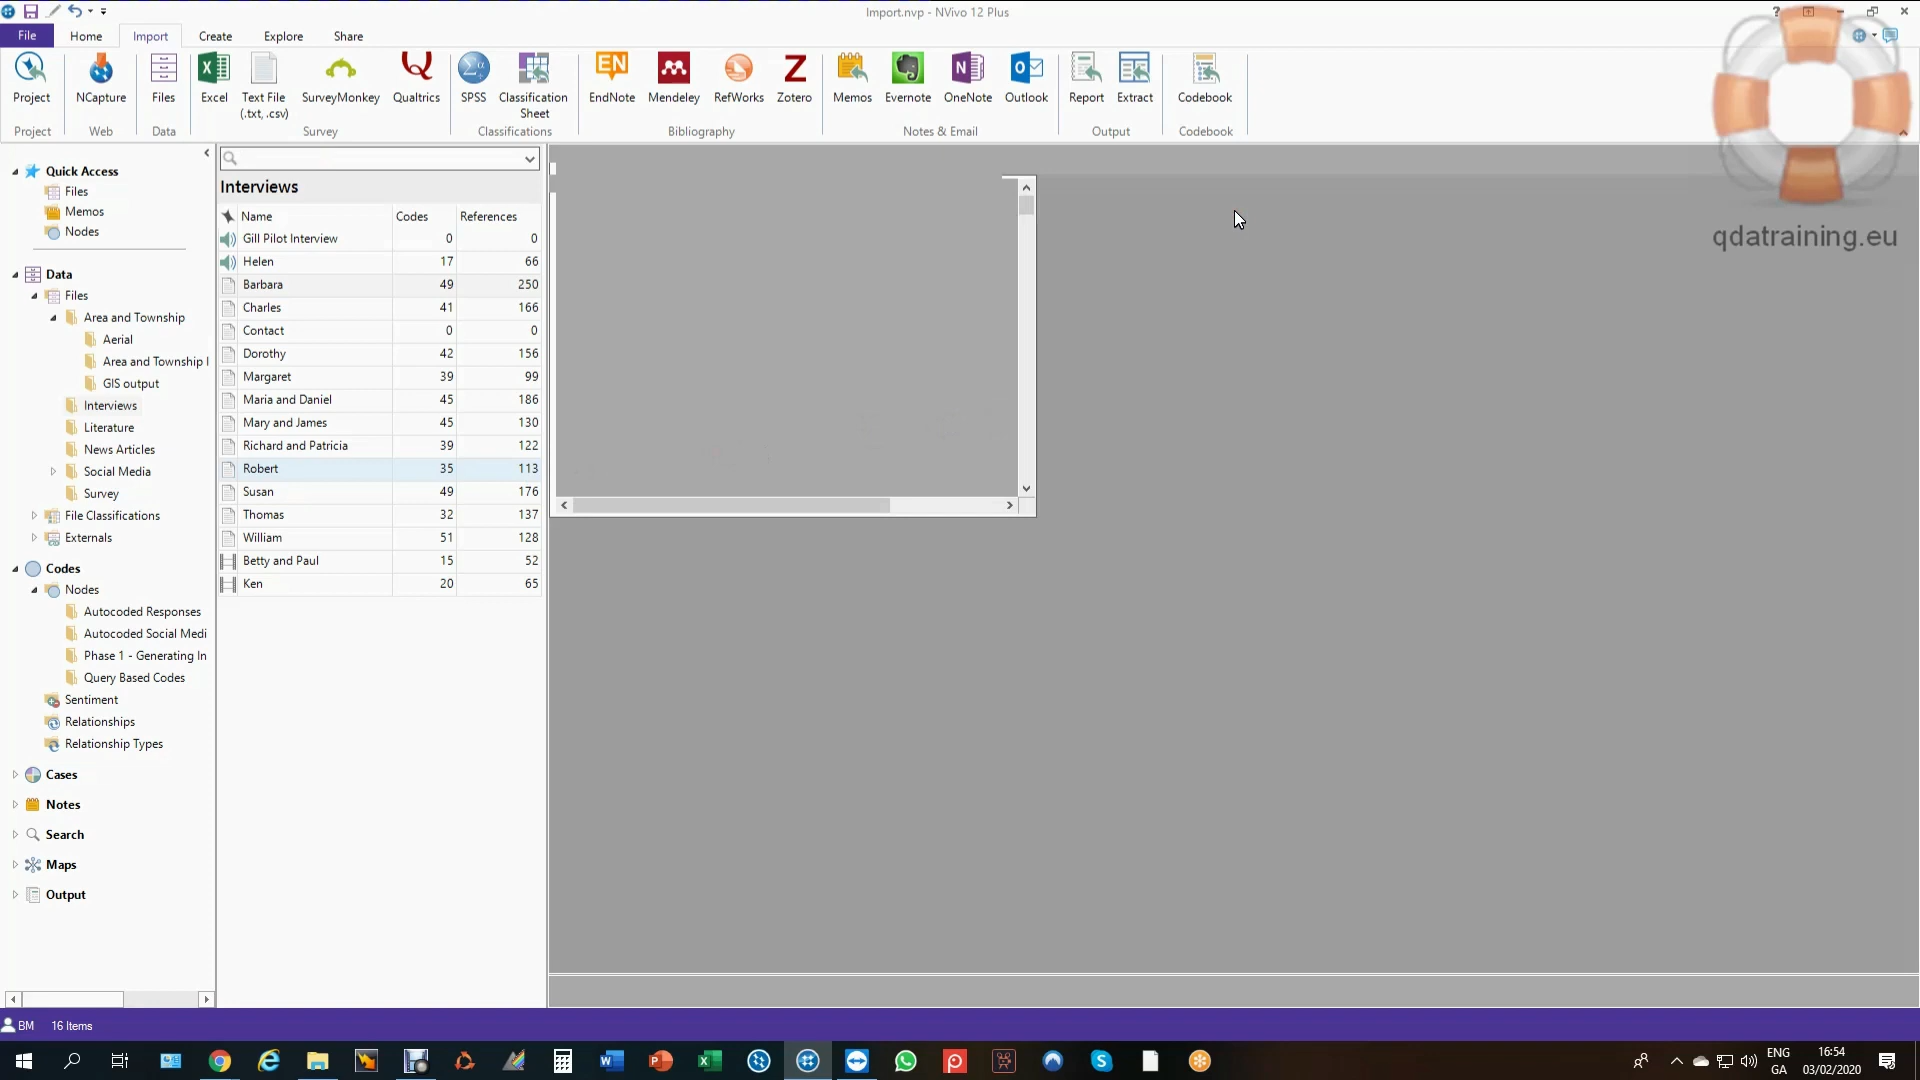 Import.nvp - NVivo 12 Plus
?
File
Home
Import
Create
Explore
Share
Project
NCapture
Files
Excel
Text File
(.txt, .csv)
SurveyMonkey
Qualtrics
SPSS
Classification
Sheet
EN
EndNote
Mendeley
RefWorks
Z
Zotero
Memos
Evernote
OneNote
Outlook
Report
Extract
Codebook
Project
Web
Data
Survey
Classifications
Bibliography
Notes & Email
Output
Codebook
qdatraining.eu
Quick Access
Files
Memos
Nodes
Data
Files
Area and Township
Aerial
Area and Township I
GIS output
Interviews
Literature
News Articles
Social Media
Survey
File Classifications
Externals
Codes
Nodes
Autocoded Responses
Autocoded Social Medi
Phase 1 - Generating In
Query Based Codes
Sentiment
Relationships
Relationship Types
Cases
Notes
Search
Maps
Output
Interviews
Name Codes References
Gill Pilot Interview 0 0
Helen 17 66
Barbara 49 250
Charles 41 166
Contact 0 0
Dorothy 42 156
Margaret 39 99
Maria and Daniel 45 186
Mary and James 45 130
Richard and Patricia 39 122
Robert 35 113
Susan 49 176
Thomas 32 137
William 51 128
Betty and Paul 15 52
Ken 20 65
BM 16 Items
ENG
GA
16:54
03/02/2020